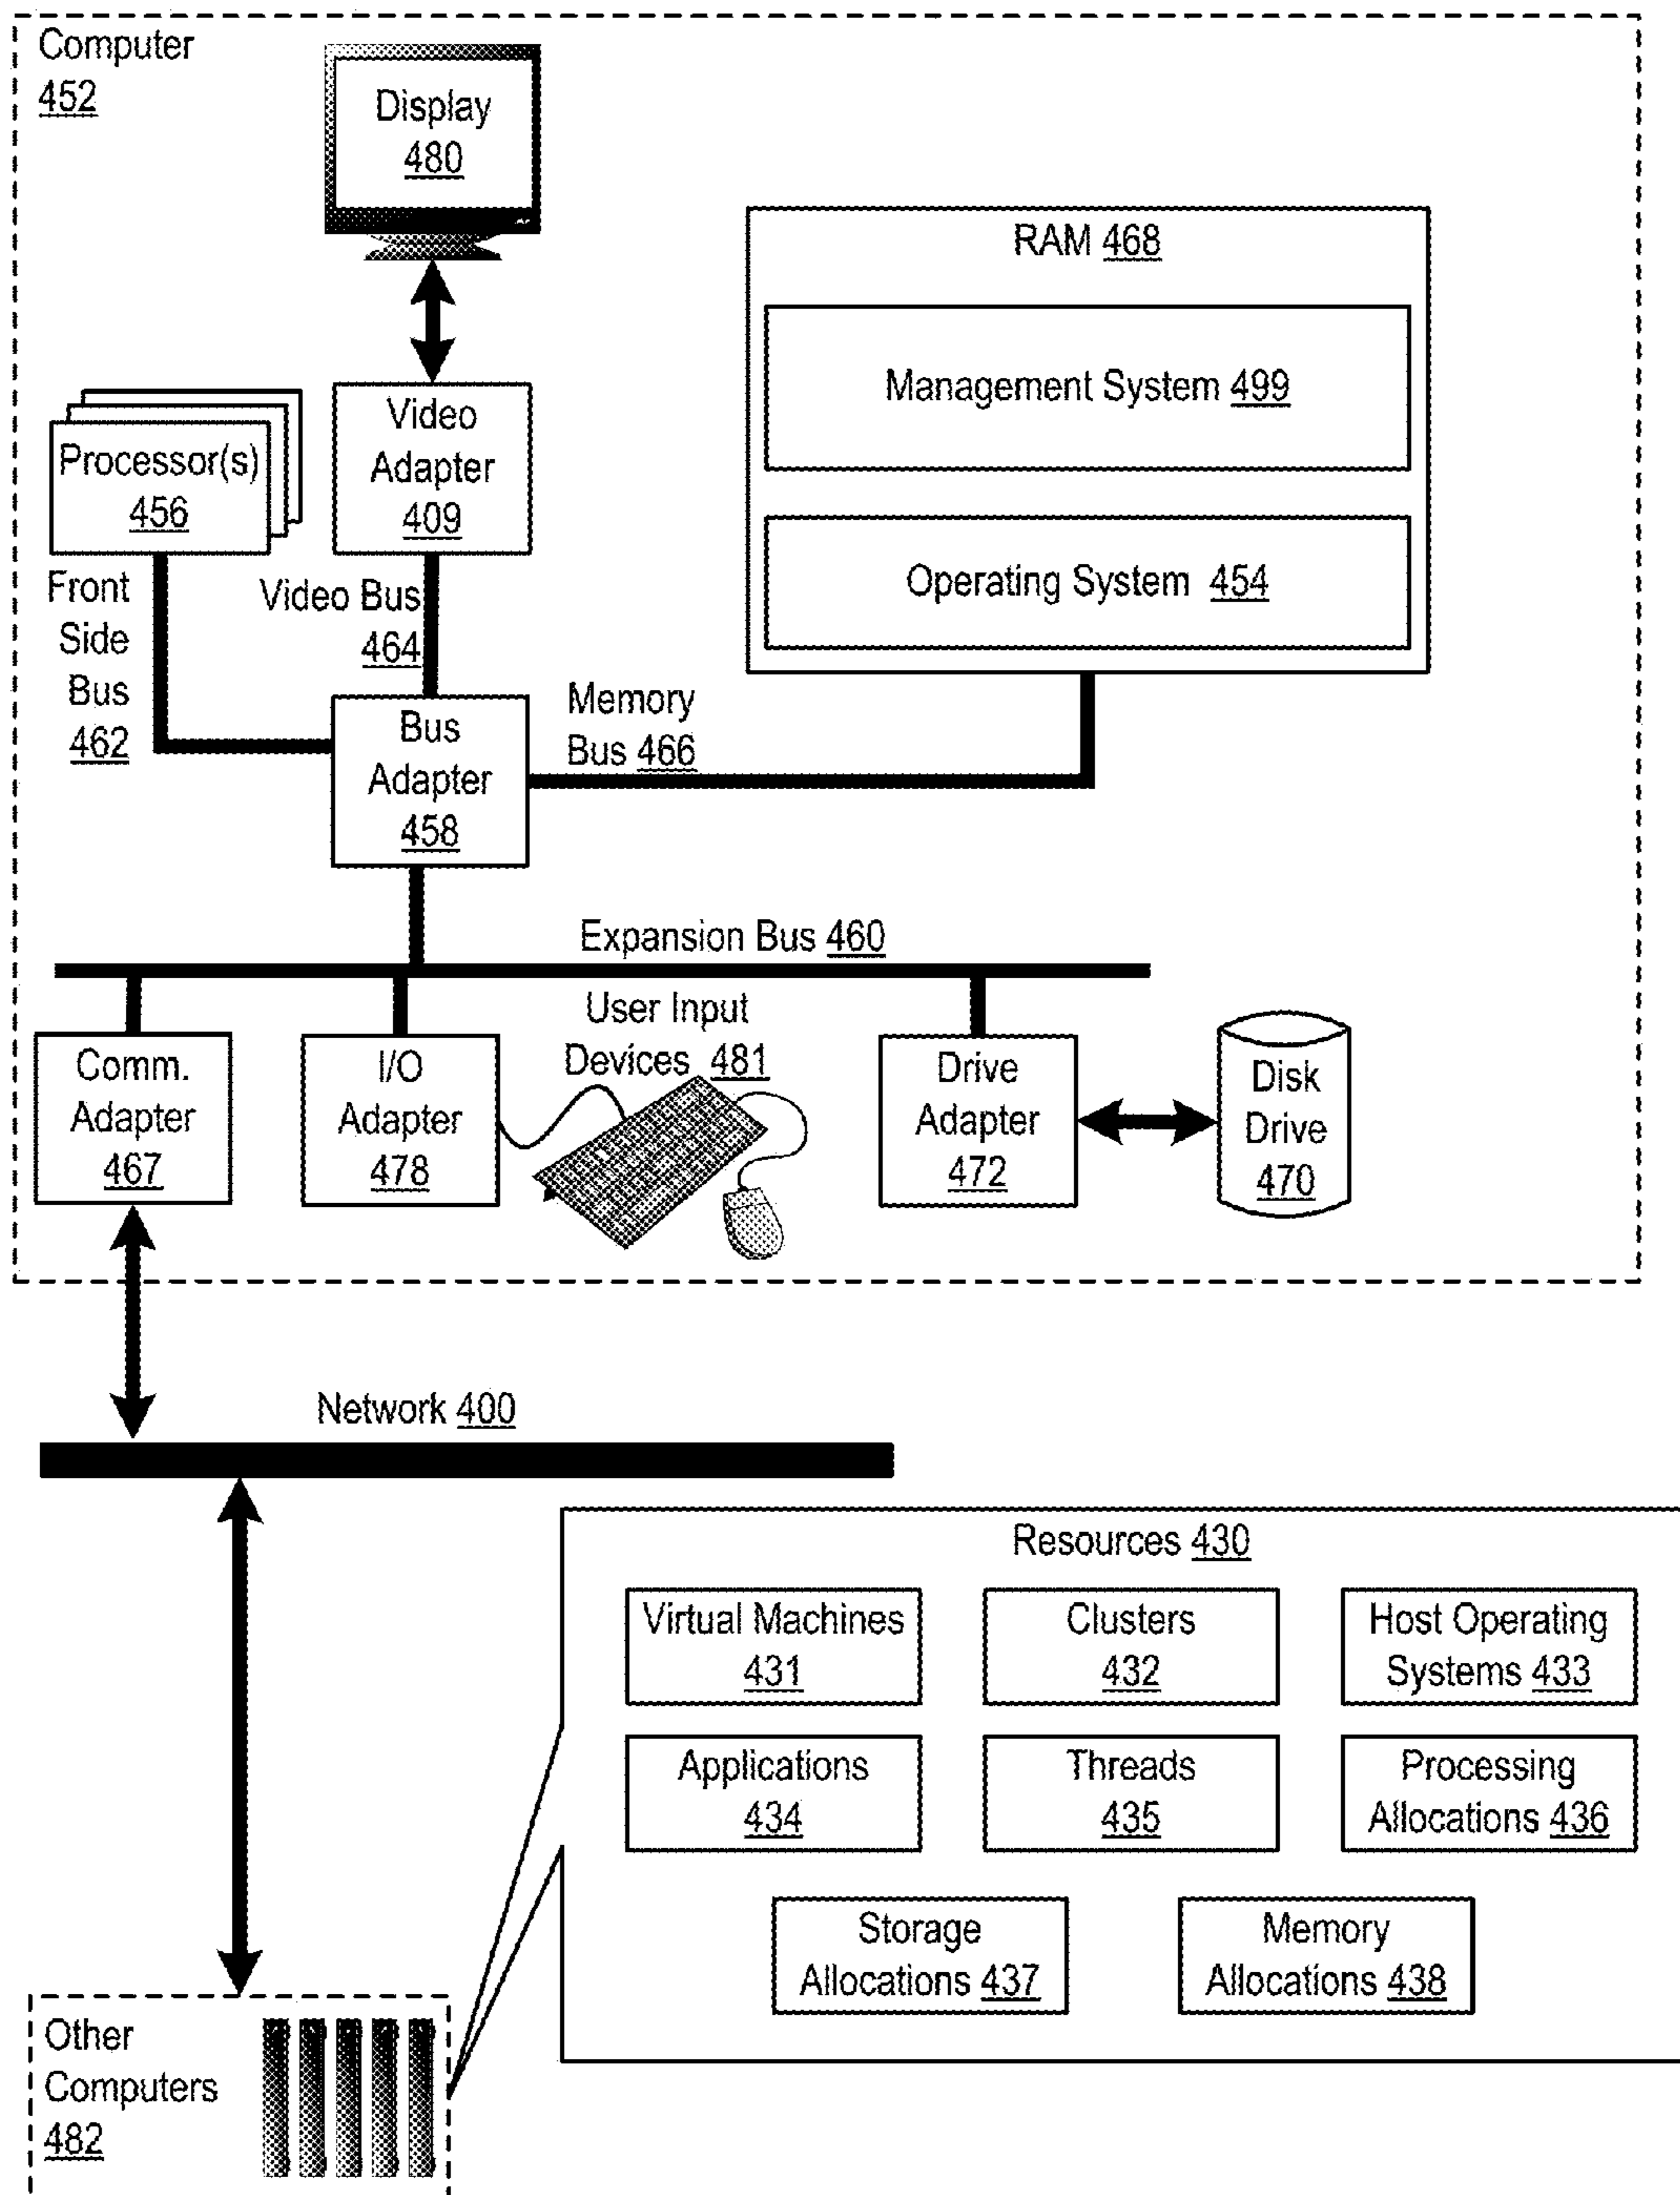 Computer
452
Display
480
RAM 468
Management System 499
Operating System 454
Processor(s)
456
Video
Adapter
409
Front
Side
Bus
462
Video Bus
464
Bus
Adapter
458
Memory
Bus 466
Expansion Bus 460
Comm.
Adapter
467
I/O
Adapter
478
User Input
Devices 481
Drive
Adapter
472
Disk
Drive
470
Network 400
Resources 430
Virtual Machines
431
Clusters
432
Host Operating
Systems 433
Applications
434
Threads
435
Processing
Allocations 436
Storage
Allocations 437
Memory
Allocations 438
Other
Computers
482